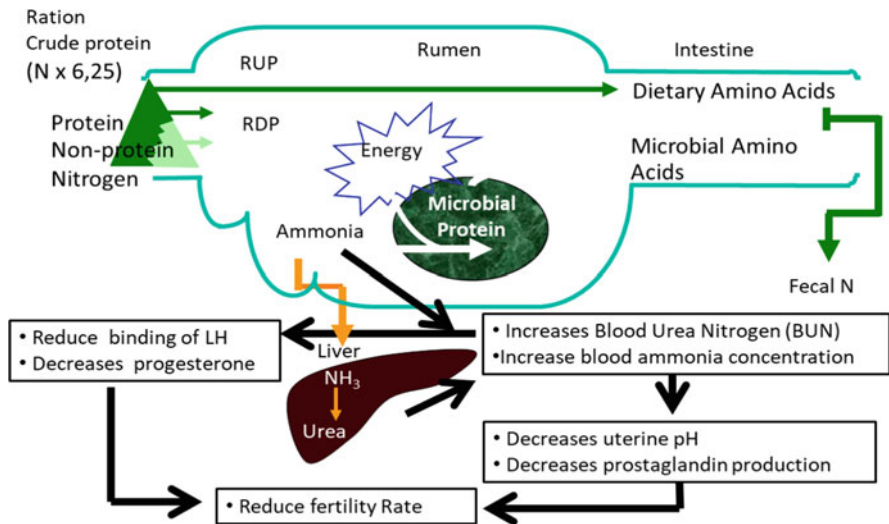 Ration
Crude protein
(N x 6,25)
RUP
Rumen
Intestine
Dietary Amino Acids
Protein
Non-protein
Nitrogen
RDP
Energy
Microbial Amino
Acids
Microbial
Protein
Ammonia
Fecal N
• Reduce binding of LH
• Decreases progesterone
Liver
NH₃
Urea
• Increases Blood Urea Nitrogen (BUN)
•Increase blood ammonia concentration
• Decreases uterine pH
• Decreases prostaglandin production
• Reduce fertility Rate